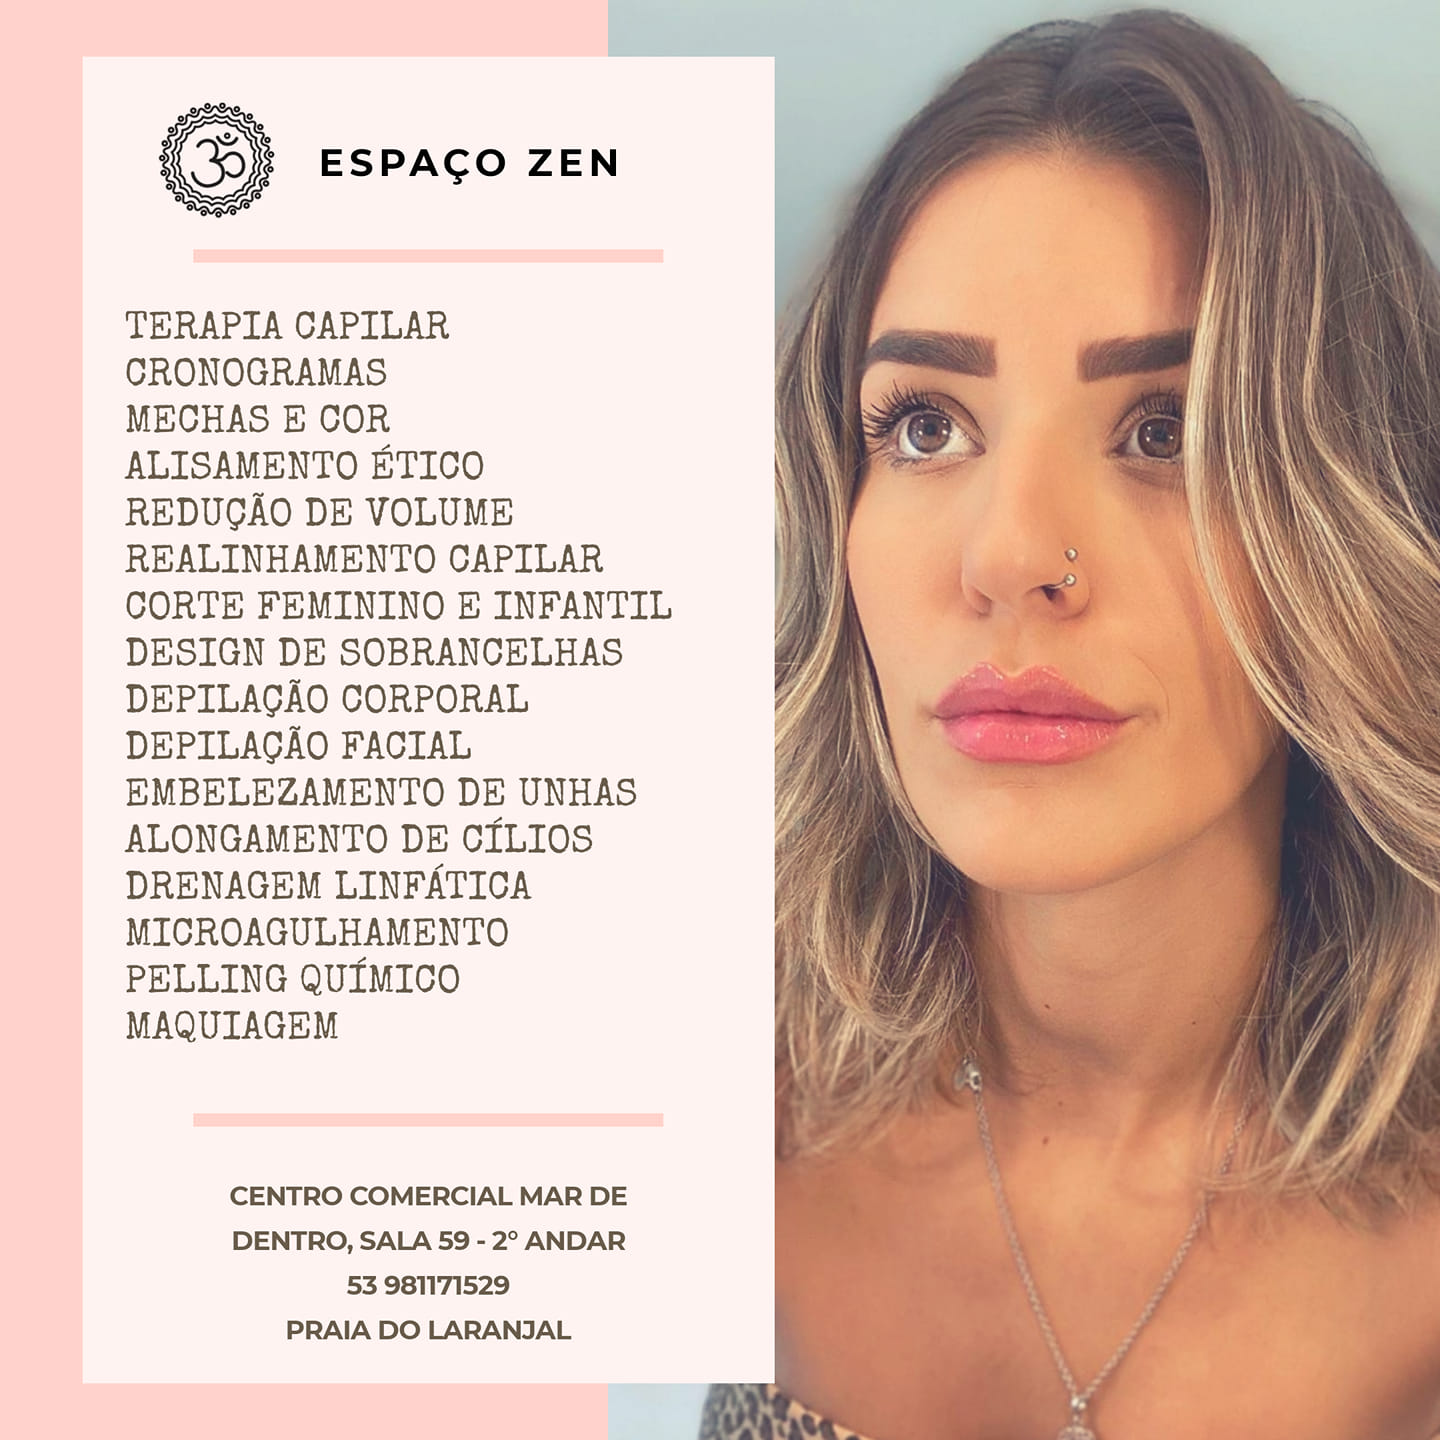 ESPAÇO ZEN
TERAPIA CAPILAR
CRONOGRAMAS
MECHAS E COR
ALISAMENTO ÉTICO
REDUÇÃO DE VOLUME
REALINHAMENTO CAPILAR
CORTE FEMININO E INFANTIL
DESIGN DE SOBRANCELHAS
DEPILAÇÃO CORPORAL
DEPILAÇÃO FACIAL
EMBELEZAMENTO DE UNHAS
ALONGAMENTO DE CÍLIOS
DRENAGEM LINFÁTICA
MICROAGULHAMENTO
PELLING QUÍMICO
MAQUIAGEM
CENTRO COMERCIAL MAR DE
DENTRO, SALA 59 - 2° ANDAR
53 981171529
PRAIA DO LARANJAL